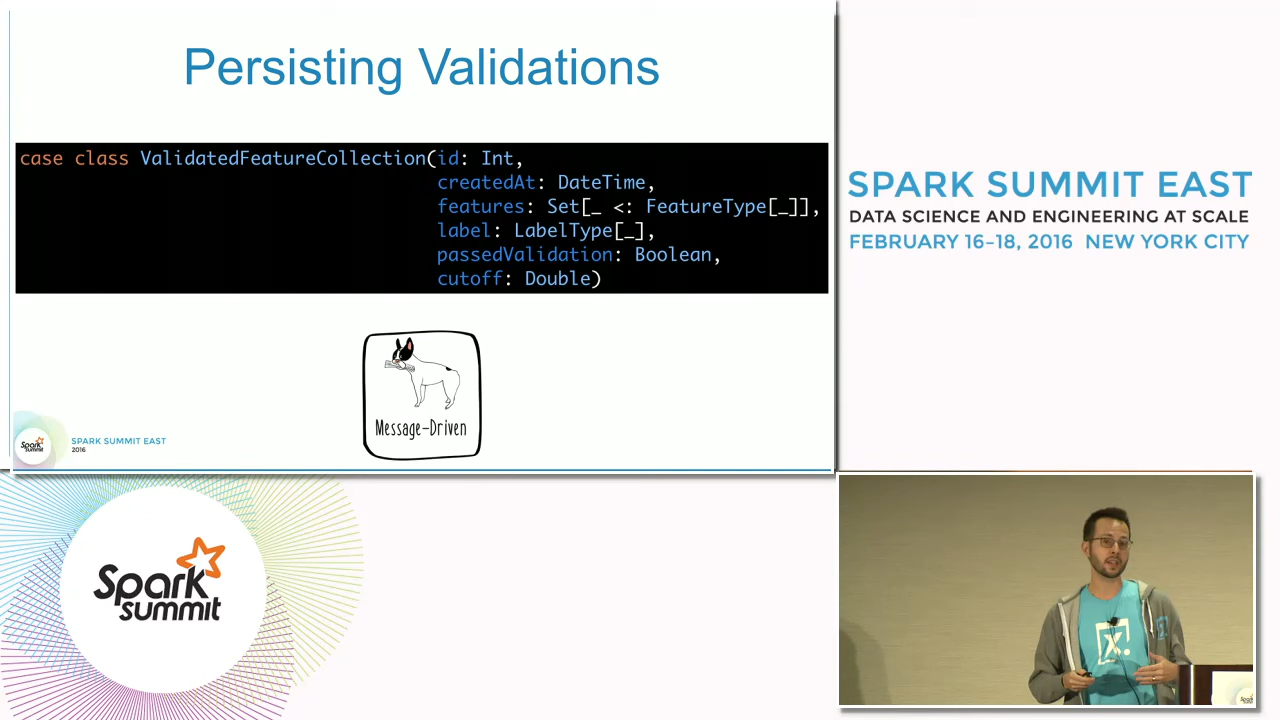 Persisting Validations
case class ValidatedFeatureCollection(id: Int,
createdAt: DateTime,
features: Set[_ <: FeatureType[_]],
label: LabelType[_],
passedValidation: Boolean,
cutoff: Double)
Message-Driven
Spark
Summit
SPARK SUMMIT EAST
2016
SPARK SUMMIT EAST
DATA SCIENCE AND ENGINEERING AT SCALE
FEBRUARY 16–18, 2016 NEW YORK CITY
Spark
summit
X.